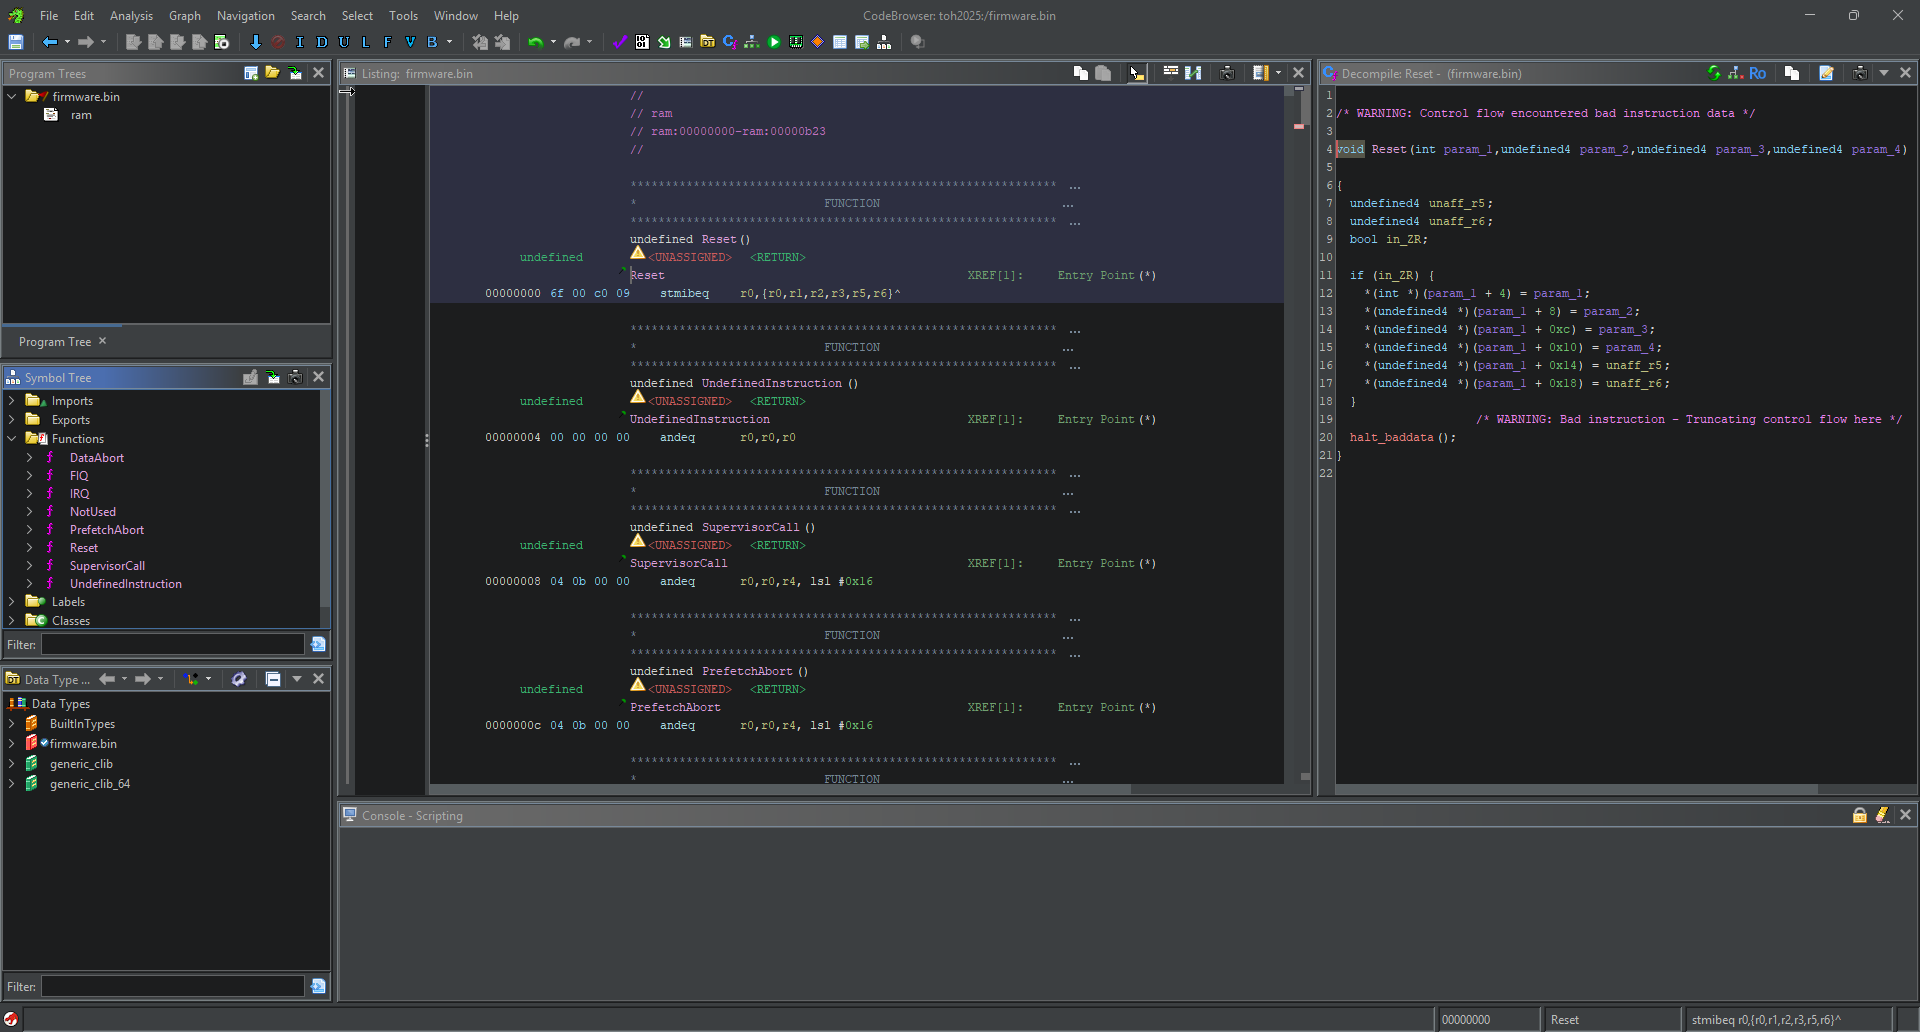 File Edit Analysis Graph Navigation Search Select Tools Window Help
CodeBrowser: toh2025:/firmware.bin
I D U L F V B
Program Trees
firmware.bin
ram
Program Tree
Symbol Tree
Imports
Exports
Functions
DataAbort
FIQ
IRQ
NotUsed
PrefetchAbort
Reset
SupervisorCall
UndefinedInstruction
Labels
Classes
Filter:
Data Type ...
Data Types
BuiltInTypes
firmware.bin
generic_clib
generic_clib_64
Filter:
Listing: firmware.bin
//
// ram
// ram:00000000-ram:00000b23
//
************************************************************* ...
* FUNCTION ...
************************************************************* ...
undefined Reset()
undefined <UNASSIGNED> <RETURN>
Reset XREF[1]: Entry Point(*)
00000000 6f 00 c0 09 stmibeq r0,{r0,r1,r2,r3,r5,r6}^
************************************************************* ...
* FUNCTION ...
************************************************************* ...
undefined UndefinedInstruction()
undefined <UNASSIGNED> <RETURN>
UndefinedInstruction XREF[1]: Entry Point(*)
00000004 00 00 00 00 andeq r0,r0,r0
************************************************************* ...
* FUNCTION ...
************************************************************* ...
undefined SupervisorCall()
undefined <UNASSIGNED> <RETURN>
SupervisorCall XREF[1]: Entry Point(*)
00000008 04 0b 00 00 andeq r0,r0,r4, lsl #0x16
************************************************************* ...
* FUNCTION ...
************************************************************* ...
undefined PrefetchAbort()
undefined <UNASSIGNED> <RETURN>
PrefetchAbort XREF[1]: Entry Point(*)
0000000c 04 0b 00 00 andeq r0,r0,r4, lsl #0x16
************************************************************* ...
* FUNCTION ...
Decompile: Reset - (firmware.bin)
Ro
1
2 /* WARNING: Control flow encountered bad instruction data */
3
4 void Reset(int param_1,undefined4 param_2,undefined4 param_3,undefined4 param_4)
5
6 {
7 undefined4 unaff_r5;
8 undefined4 unaff_r6;
9 bool in_ZR;
10
11 if (in_ZR) {
12 *(int *)(param_1 + 4) = param_1;
13 *(undefined4 *)(param_1 + 8) = param_2;
14 *(undefined4 *)(param_1 + 0xc) = param_3;
15 *(undefined4 *)(param_1 + 0x10) = param_4;
16 *(undefined4 *)(param_1 + 0x14) = unaff_r5;
17 *(undefined4 *)(param_1 + 0x18) = unaff_r6;
18 }
19 /* WARNING: Bad instruction - Truncating control flow here */
20 halt_baddata();
21 }
22
Console - Scripting
00000000 Reset stmibeq r0,{r0,r1,r2,r3,r5,r6}^